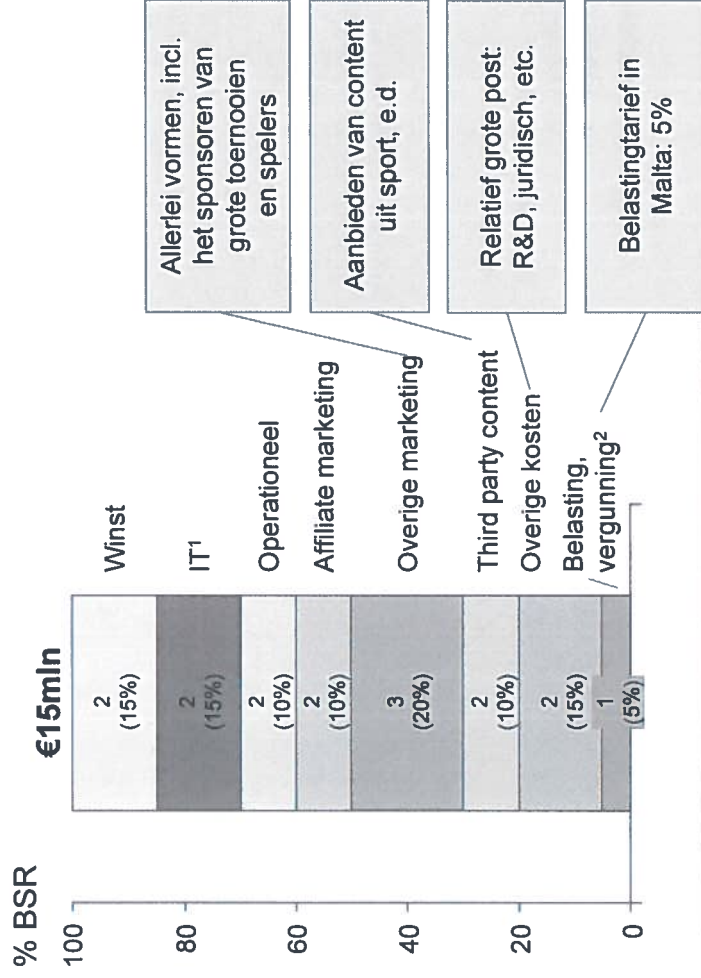 % BSR
€15mln
100
80
60
40
20
0
2
(15%)
2
(15%)
2
(10%)
2
(10%)
3
(20%)
2
(10%)
2
(15%)
1
(5%)
Winst
IT¹
Operationeel
Affiliate marketing
Overige marketing
Third party content
Overige kosten
Belasting,
vergunning²
Allerlei vormen, incl.
het sponsoren van
grote toernooien
en spelers
Aanbieden van content
uit sport, e.d.
Relatief grote post:
R&D, juridisch, etc.
Belastingtarief in
Malta: 5%